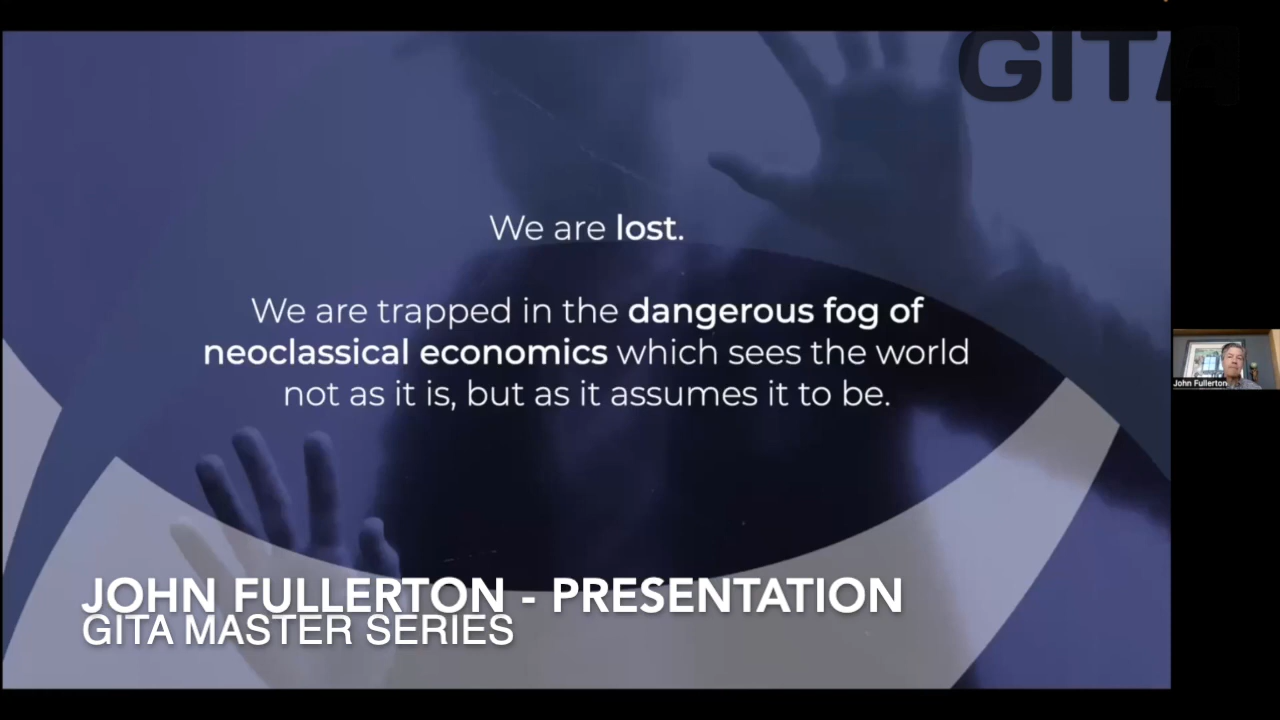 GITA
We are lost.
We are trapped in the dangerous fog of
neoclassical economics which sees the world
not as it is, but as it assumes it to be.
John Fullerton
JOHN FULLERTON - PRESENTATION
GITA MASTER SERIES